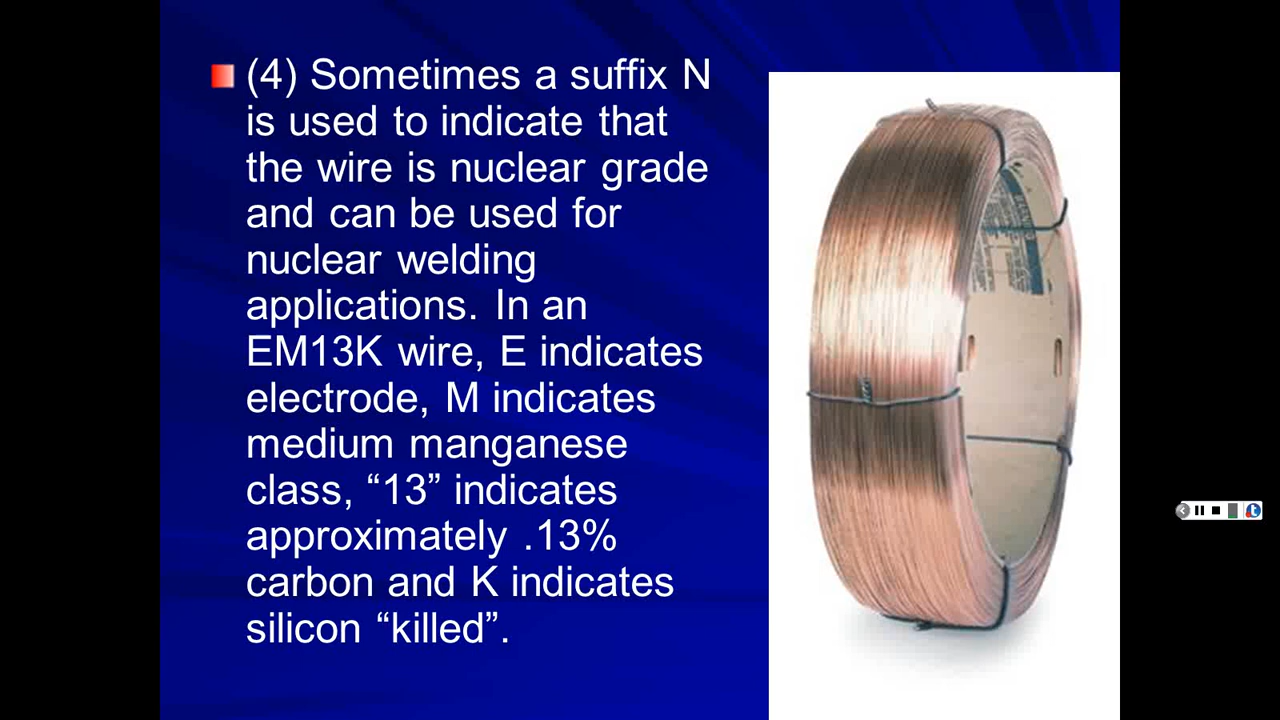 (4) Sometimes a suffix N
is used to indicate that
the wire is nuclear grade
and can be used for
nuclear welding
applications. In an
EM13K wire, E indicates
electrode, M indicates
medium manganese
class, “13” indicates
approximately .13%
carbon and K indicates
silicon “killed”.